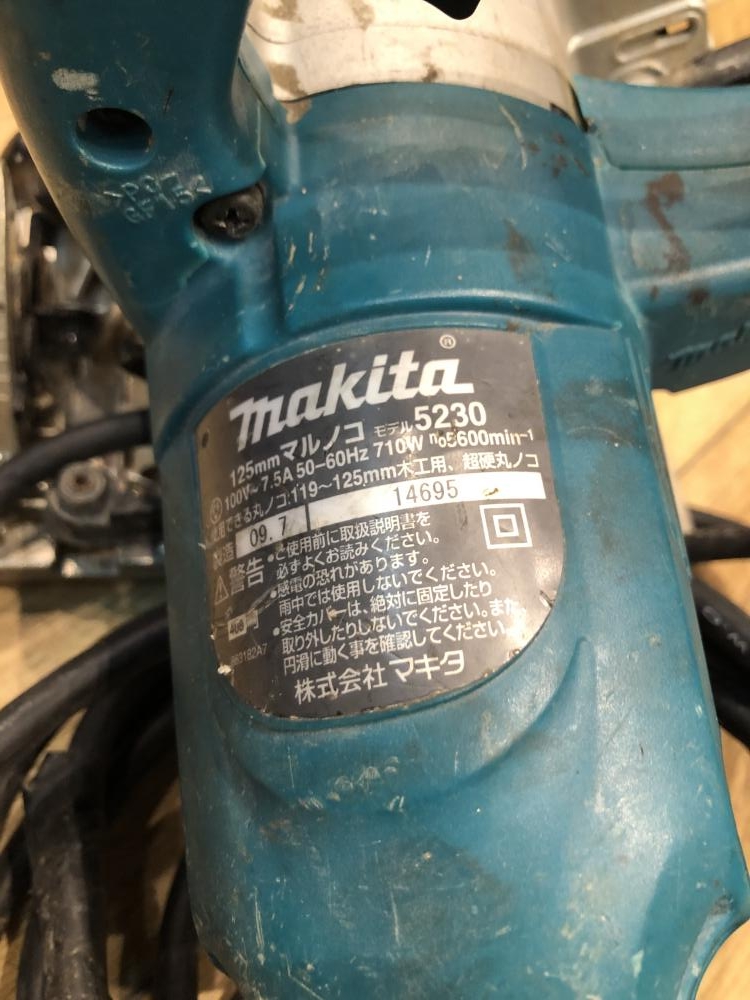 makita®
125mmマルノコ モデル5230
100V~ 7.5A 50–60Hz 710W n₀5600min⁻¹
できる丸ノコ:119～125mm木工用、超硬丸ノコ
製造 09.7 14695
⚠警告 •ご使用前に取扱説明書を
必ずよくお読みください。
•感電の恐れがあります。
雨中では使用しないでください。
•安全カバーは、絶対に固定したり
取り外したりしないでください。また、
円滑に動く事を確認してください。
株式会社マキタ
makita